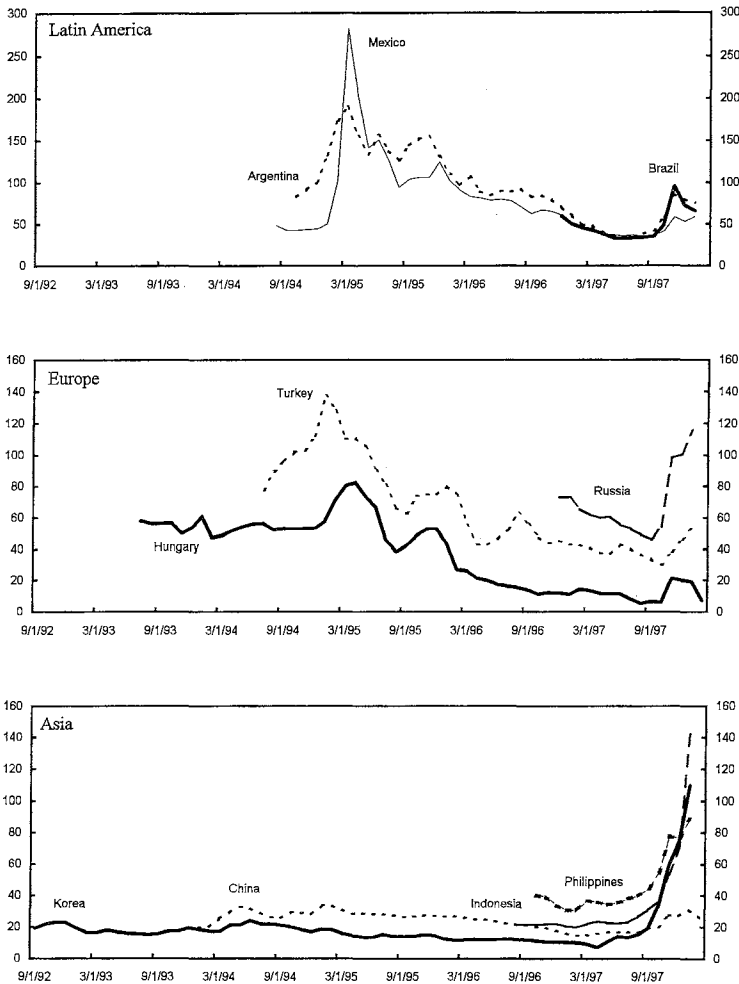 Latin America
300 300
Mexico
250 250
200 200
150 150
Argentina Brazil
100 100
50 50
0 0
9/1/92 3/1/93 9/1/93 3/1/94 9/1/94 3/1/95 9/1/95 3/1/96 9/1/96 3/1/97 9/1/97
160 160
Europe
Turkey
140 140
120 120
100 100
80 80
Russia
60 60
Hungary
40 40
20 20
0 0
9/1/92 3/1/93 9/1/93 3/1/94 9/1/94 3/1/95 9/1/95 3/1/96 9/1/96 3/1/97 9/1/97
160 160
Asia
140 140
120 120
100 100
80 80
60 60
Philippines
China
Korea Indonesia
40 40
20 20
0 0
9/1/92 3/1/93 9/1/93 3/1/94 9/1/94 3/1/95 9/1/95 3/1/96 9/1/96 3/1/97 9/1/97